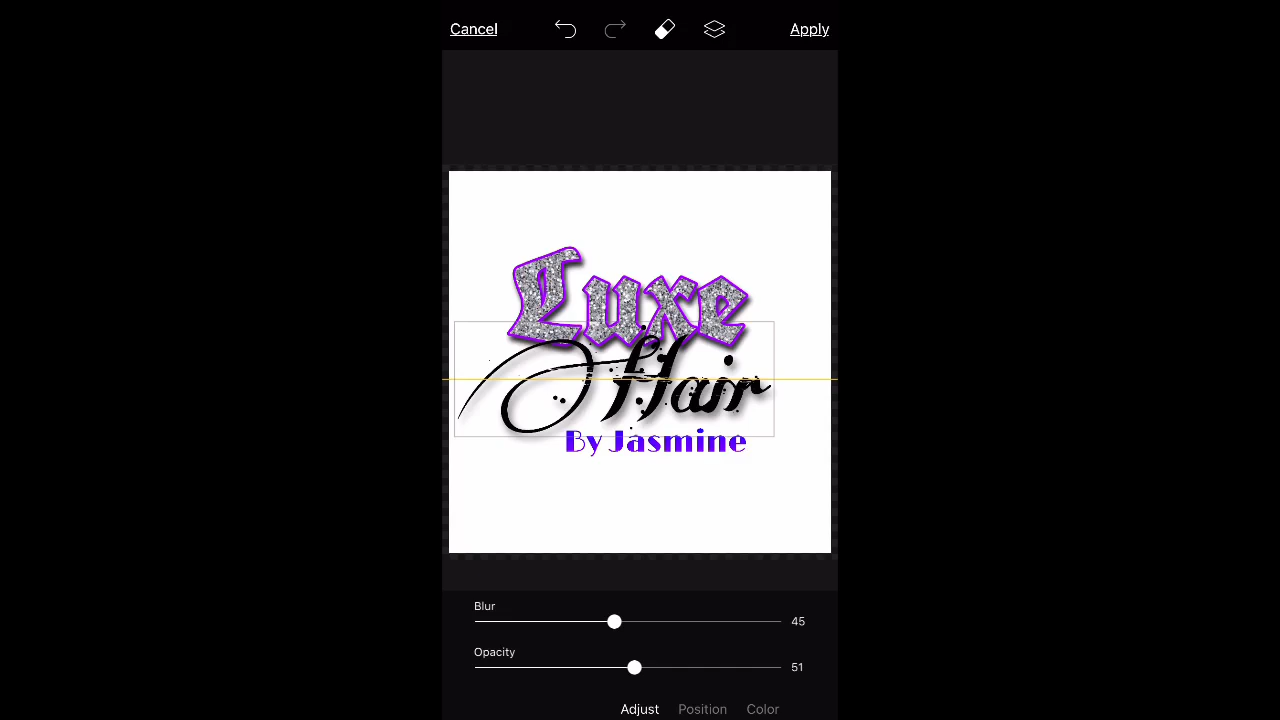 Cancel Apply
Luxe
Hair
By Jasmine
Blur
45
Opacity
51
Adjust Position Color